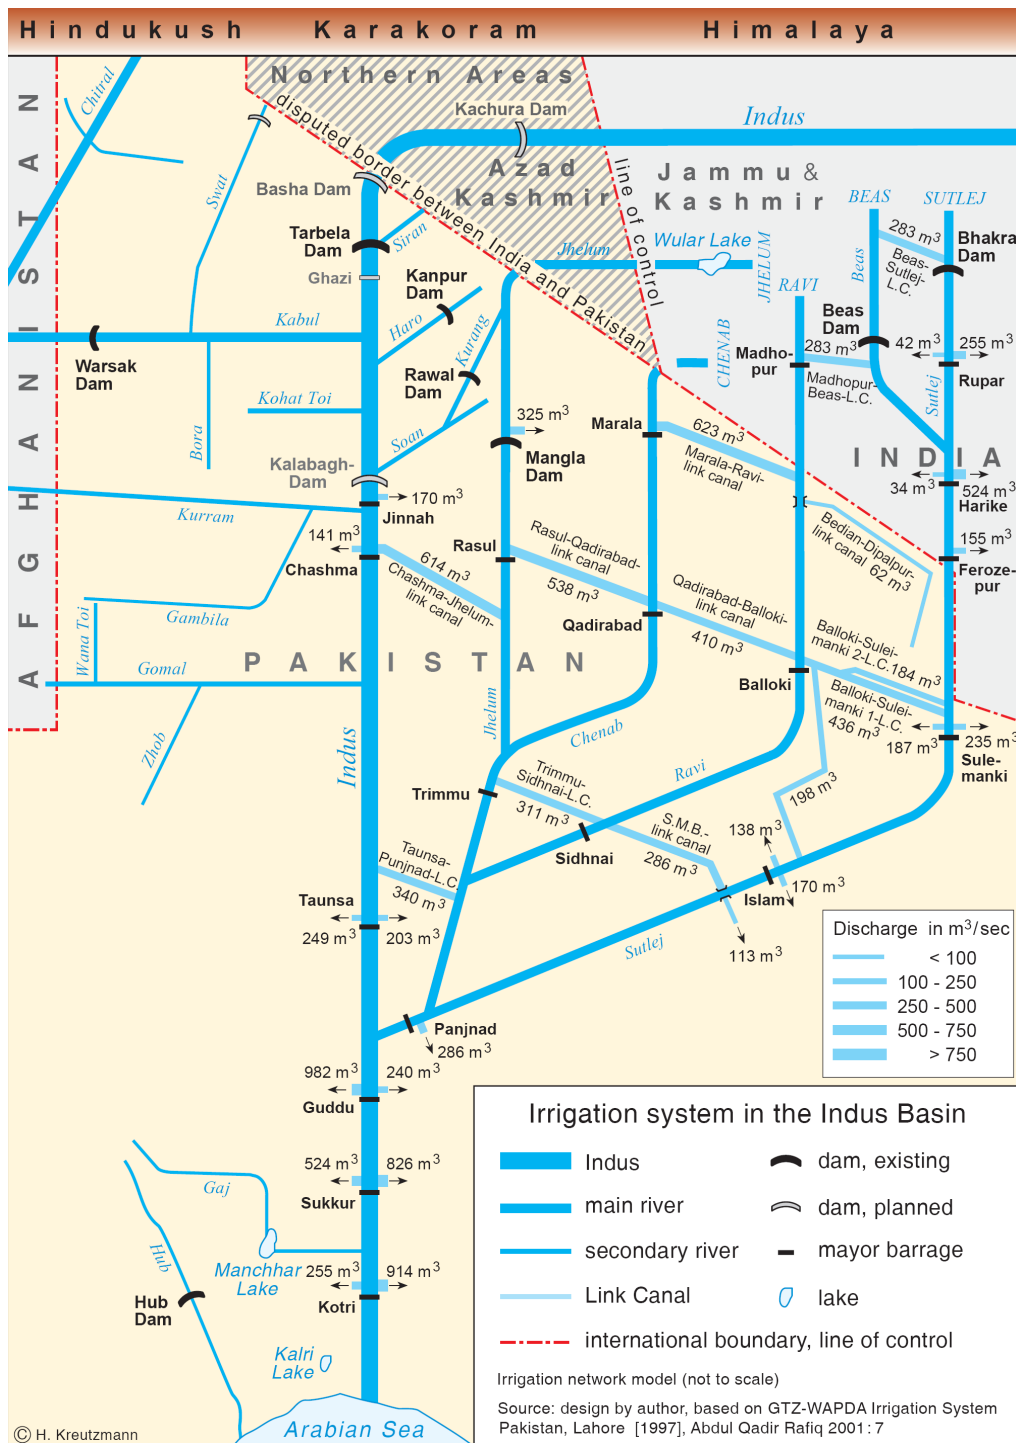 Hindukush Karakoram Himalaya
AFGHANISTAN
Chitral
Northern Areas
Kachura Dam
Indus
disputed border between India and Pakistan
Azad
Kashmir
line of control
Jammu &
Kashmir
Swat
Basha Dam
Tarbela
Dam
Siran
Ghazi
Kanpur
Dam
Jhelum
Wular Lake
JHELUM
BEAS
SUTLEJ
283 m³
Beas-
Sutlej-
L.C.
Bhakra
Dam
Beas
RAVI
Beas
Dam
42 m³
255 m³
Rupar
Sutlej
Kabul
Warsak
Dam
Haro
Kurang
Rawal
Dam
CHENAB
Madho-
pur
283 m³
Madhopur-
Beas-L.C.
Kohat Toi
Bora
Soan
325 m³
Mangla
Dam
Marala
623 m³
Marala-Ravi-
link canal
INDIA
34 m³
524 m³
Harike
Kalabagh-
Dam
170 m³
Jinnah
Kurram
141 m³
Chashma
614 m³
Chashma-Jhelum-
link canal
Rasul
Rasul-Qadirabad-
link canal
538 m³
Bedian-Dipalpur-
link canal 62 m³
155 m³
Feroze-
pur
Gambila
Wana Toi
Qadirabad
Qadirabad-Balloki-
link canal
410 m³
Balloki-Sulei-
manki 2-L.C. 184 m³
PAKISTAN
Gomal
Zhob
Indus
Jhelum
Chenab
Balloki
Balloki-Sulei-
manki 1-L.C.
436 m³
187 m³
235 m³
Sule-
manki
Trimmu
Trimmu-
Sidhnai-L.C.
311 m³
Ravi
Sidhnai
198 m³
S.M.B.-
link canal
286 m³
138 m³
170 m³
Islam
113 m³
Taunsa-
Punjnad-L.C.
340 m³
Taunsa
249 m³
203 m³
Sutlej
Panjnad
286 m³
Discharge in m³/sec
< 100
100 - 250
250 - 500
500 - 750
> 750
982 m³
240 m³
Guddu
524 m³
826 m³
Sukkur
Gaj
Hub
Manchhar
Lake
255 m³
914 m³
Kotri
Hub
Dam
Kalri
Lake
Arabian Sea
Irrigation system in the Indus Basin
Indus
main river
secondary river
Link Canal
international boundary, line of control
dam, existing
dam, planned
mayor barrage
lake
Irrigation network model (not to scale)
Source: design by author, based on GTZ-WAPDA Irrigation System
Pakistan, Lahore [1997], Abdul Qadir Rafiq 2001: 7
© H. Kreutzmann